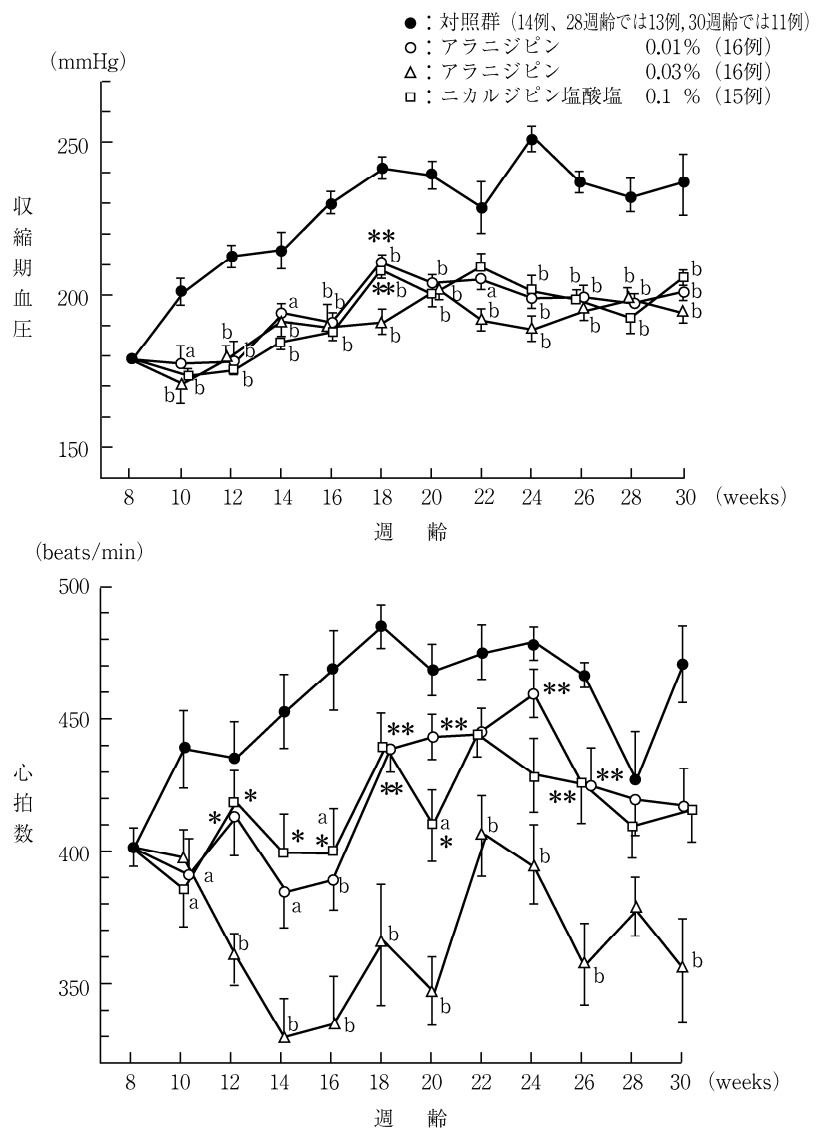 ●：対照群（14例、28週齢では13例,30週齢では11例）
○：アラニジピン 0.01％（16例）
△：アラニジピン 0.03％（16例）
□：ニカルジピン塩酸塩 0.1 ％（15例）
(mmHg)
250
200
150
収縮期血圧
** b
**b
a b b b
a b b b b b b b
b b b b b b b b b b
b b b b b b b b
8 10 12 14 16 18 20 22 24 26 28 30 (weeks)
週 齢
(beats/min)
500
450
400
350
心拍数
** ** **
** ** **
* * * * *
a a a a a
b b b b b b b b b
8 10 12 14 16 18 20 22 24 26 28 30 (weeks)
週 齢